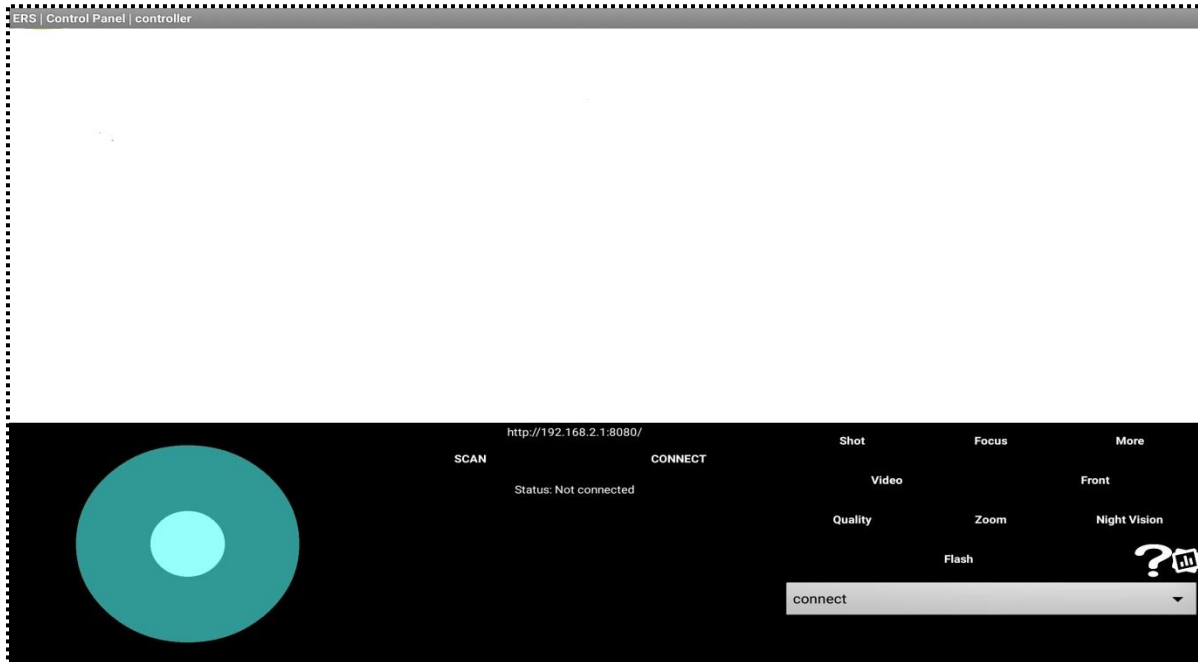 ERS | Control Panel | controller
http://192.168.2.1:8080/
SCAN CONNECT
Status: Not connected
Shot Focus More
Video Front
Quality Zoom Night Vision
Flash ?
connect